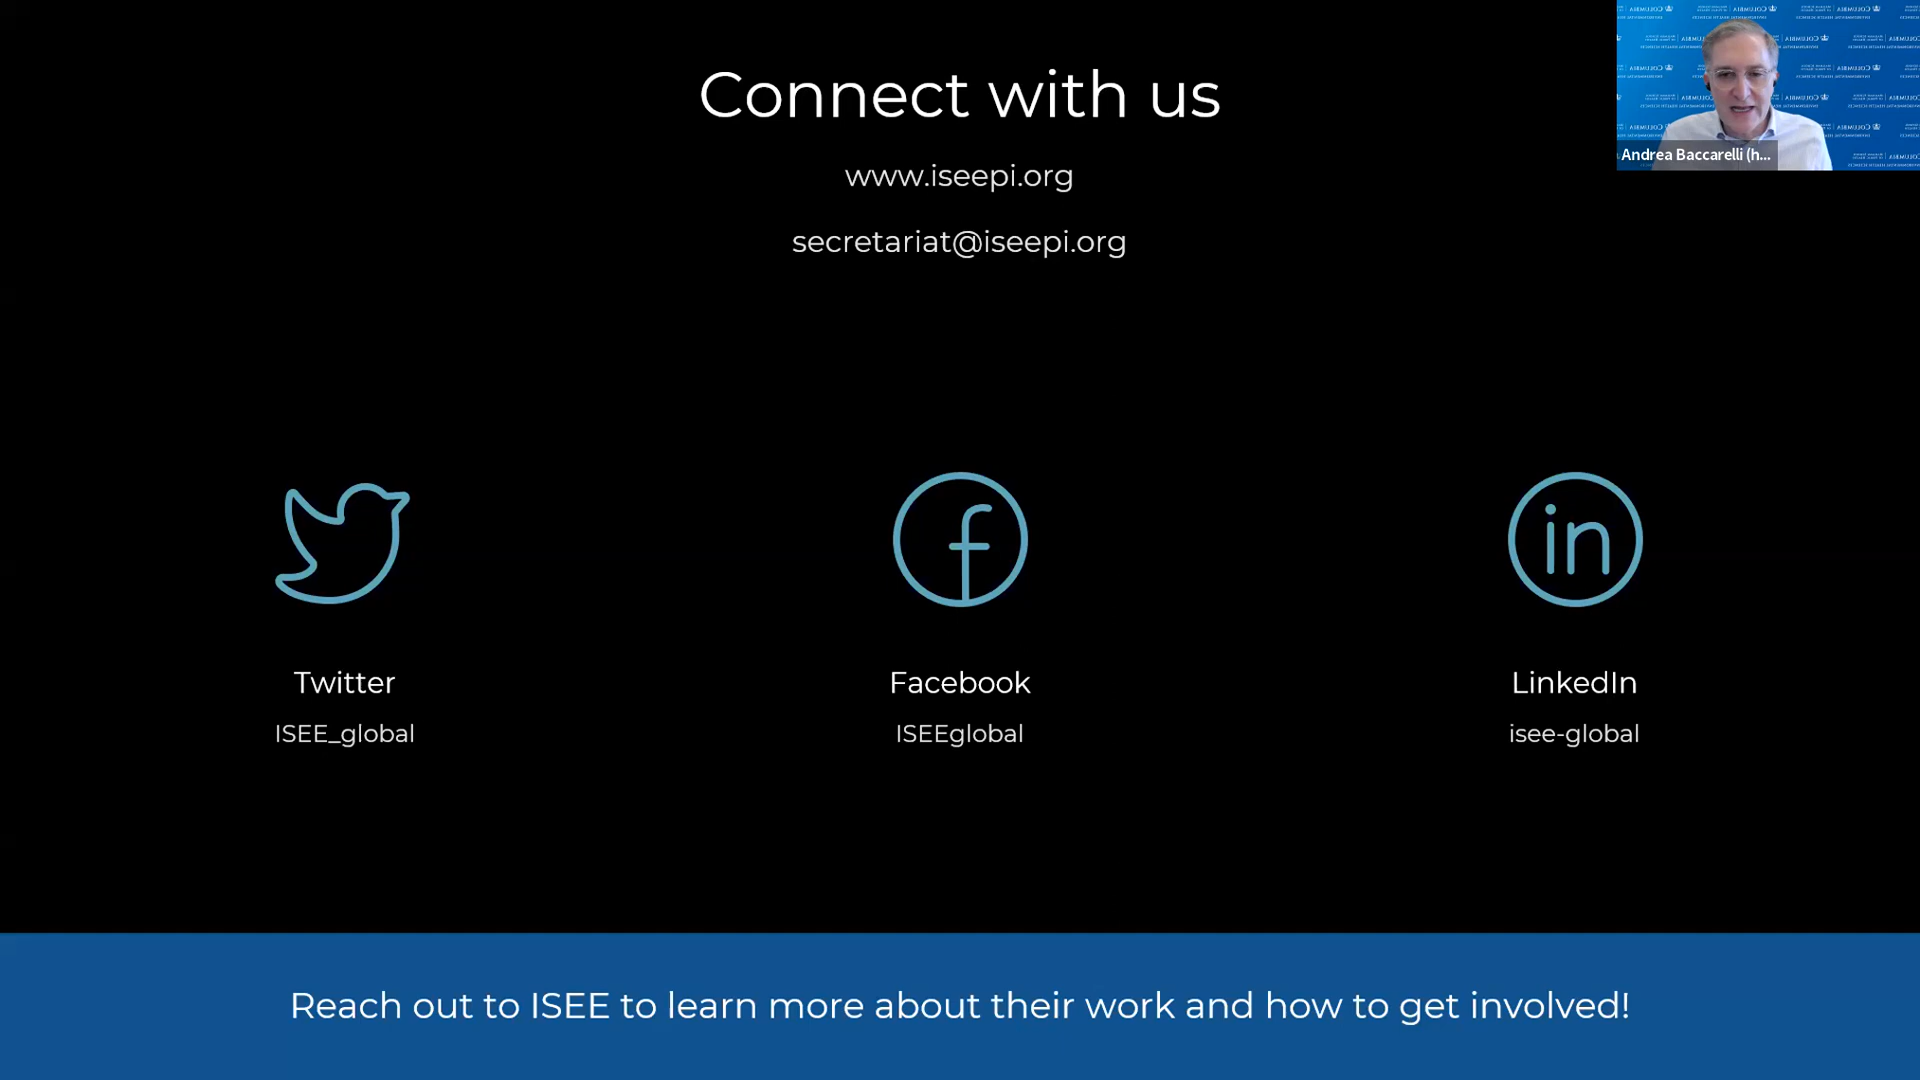 Connect with us
www.iseepi.org
secretariat@iseepi.org
Andrea Baccarelli (h...
Twitter
ISEE_global
Facebook
ISEEglobal
LinkedIn
isee-global
Reach out to ISEE to learn more about their work and how to get involved!